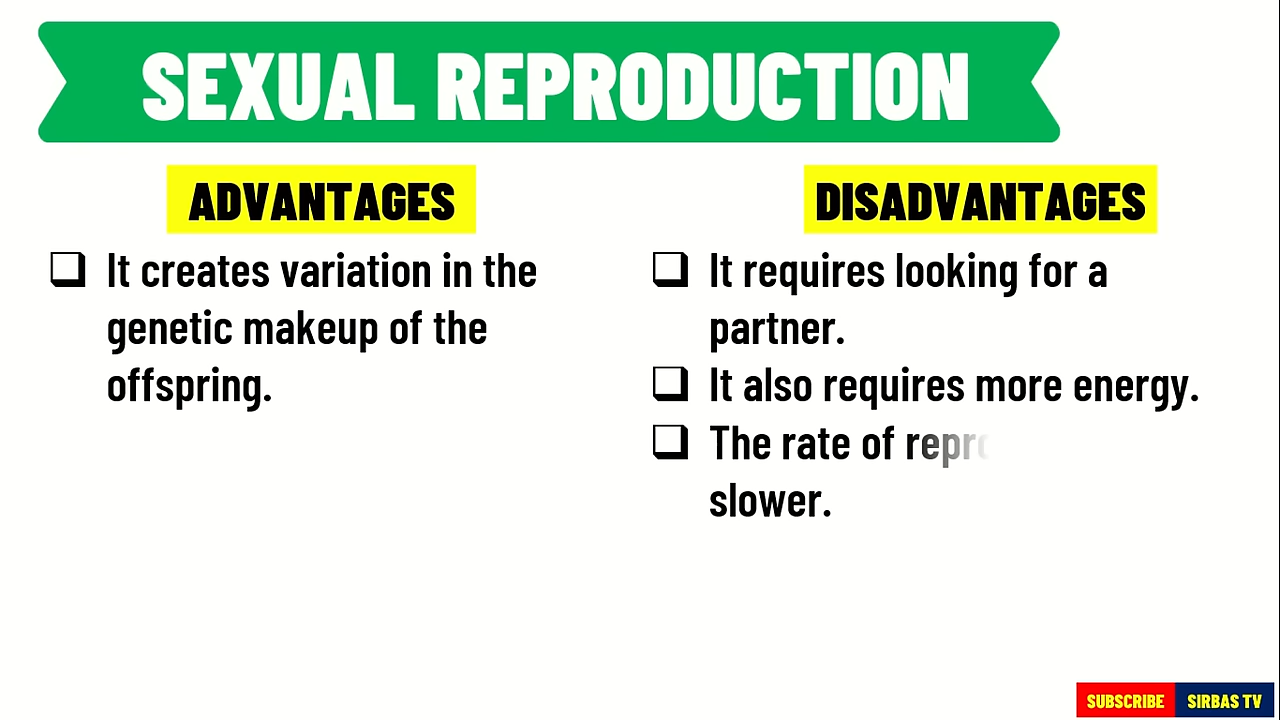 SEXUAL REPRODUCTION
ADVANTAGES
It creates variation in the
genetic makeup of the
offspring.
DISADVANTAGES
It requires looking for a
partner.
It also requires more energy.
The rate of
slower.
SUBSCRIBE SIRBAS TV